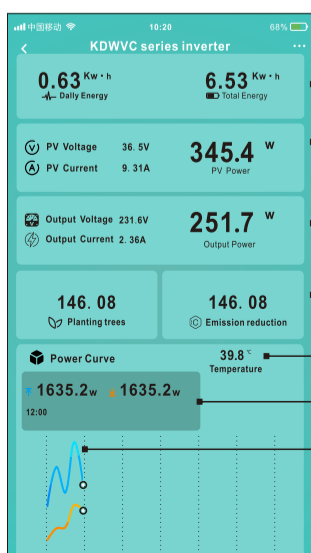 中国移动 10:20 68%
KDWVC series inverter
0.63 Kw·h 6.53 Kw·h
Dally Energy Total Energy
V PV Voltage 36.5V 345.4 W
A PV Current 9.31A PV Power
Output Voltage 231.6V 251.7 W
Output Current 2.36A Output Power
146.08 146.08
Planting trees C Emission reduction
Power Curve 39.8 ℃
Temperature
1635.2w 1635.2w
12:00